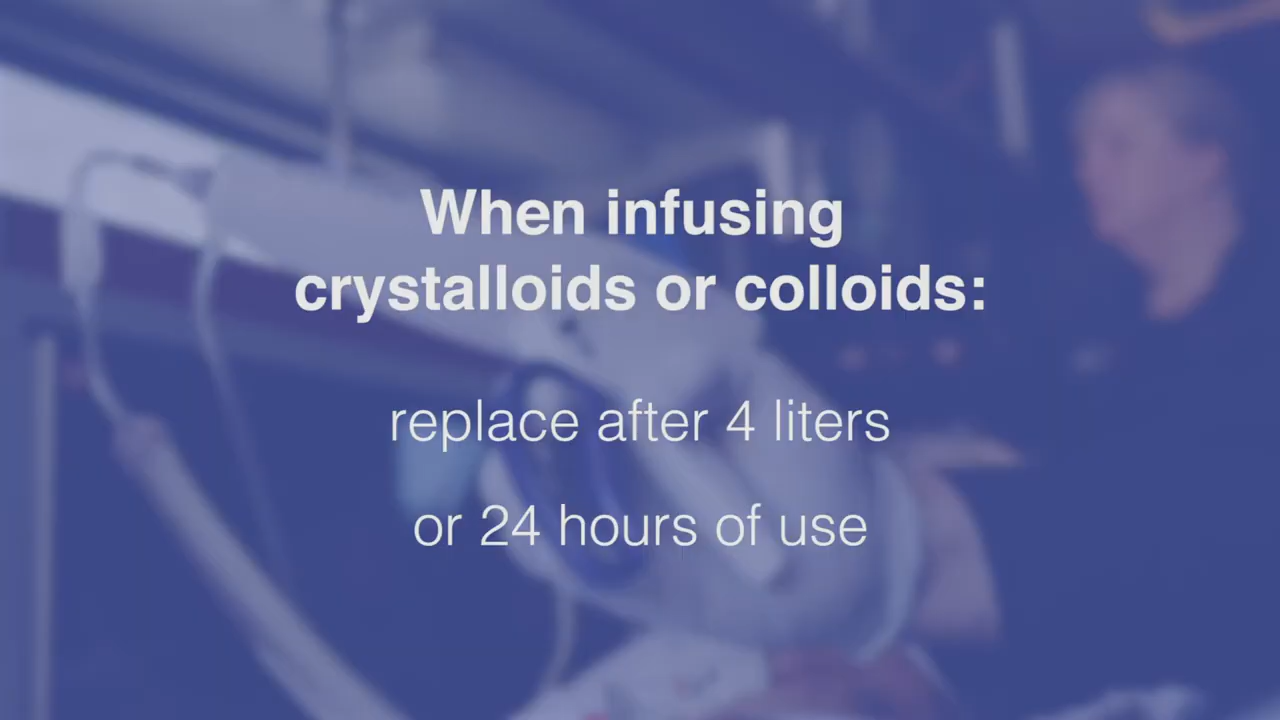 When infusing
crystalloids or colloids:
replace after 4 liters
or 24 hours of use